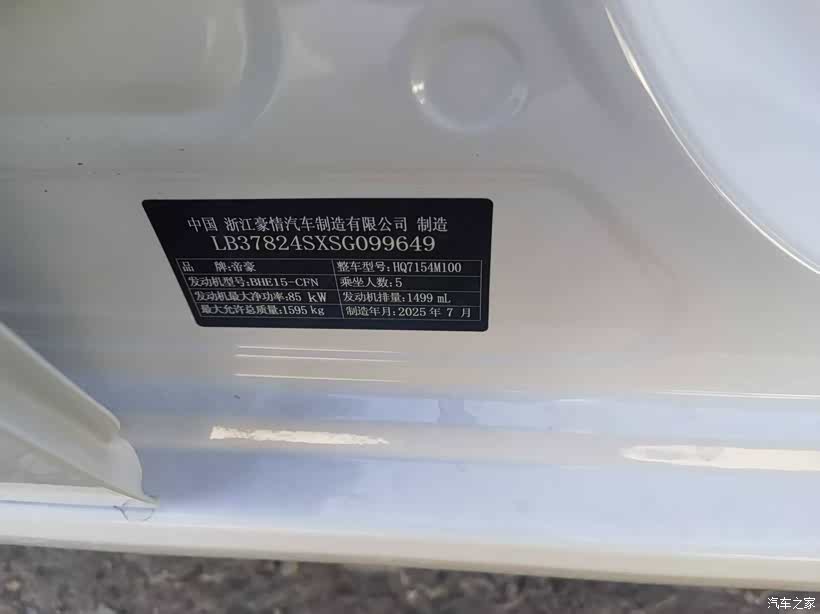 中国 浙江豪情汽车制造有限公司 制造
LB37824SXSG099649
品 牌:帝豪 整车型号:HQ7154M100
发动机型号:BHE15-CFN 乘坐人数:5
发动机最大净功率:85 kW 发动机排量:1499 mL
最大允许总质量:1595 kg 制造年月:2025 年 7 月
汽车之家